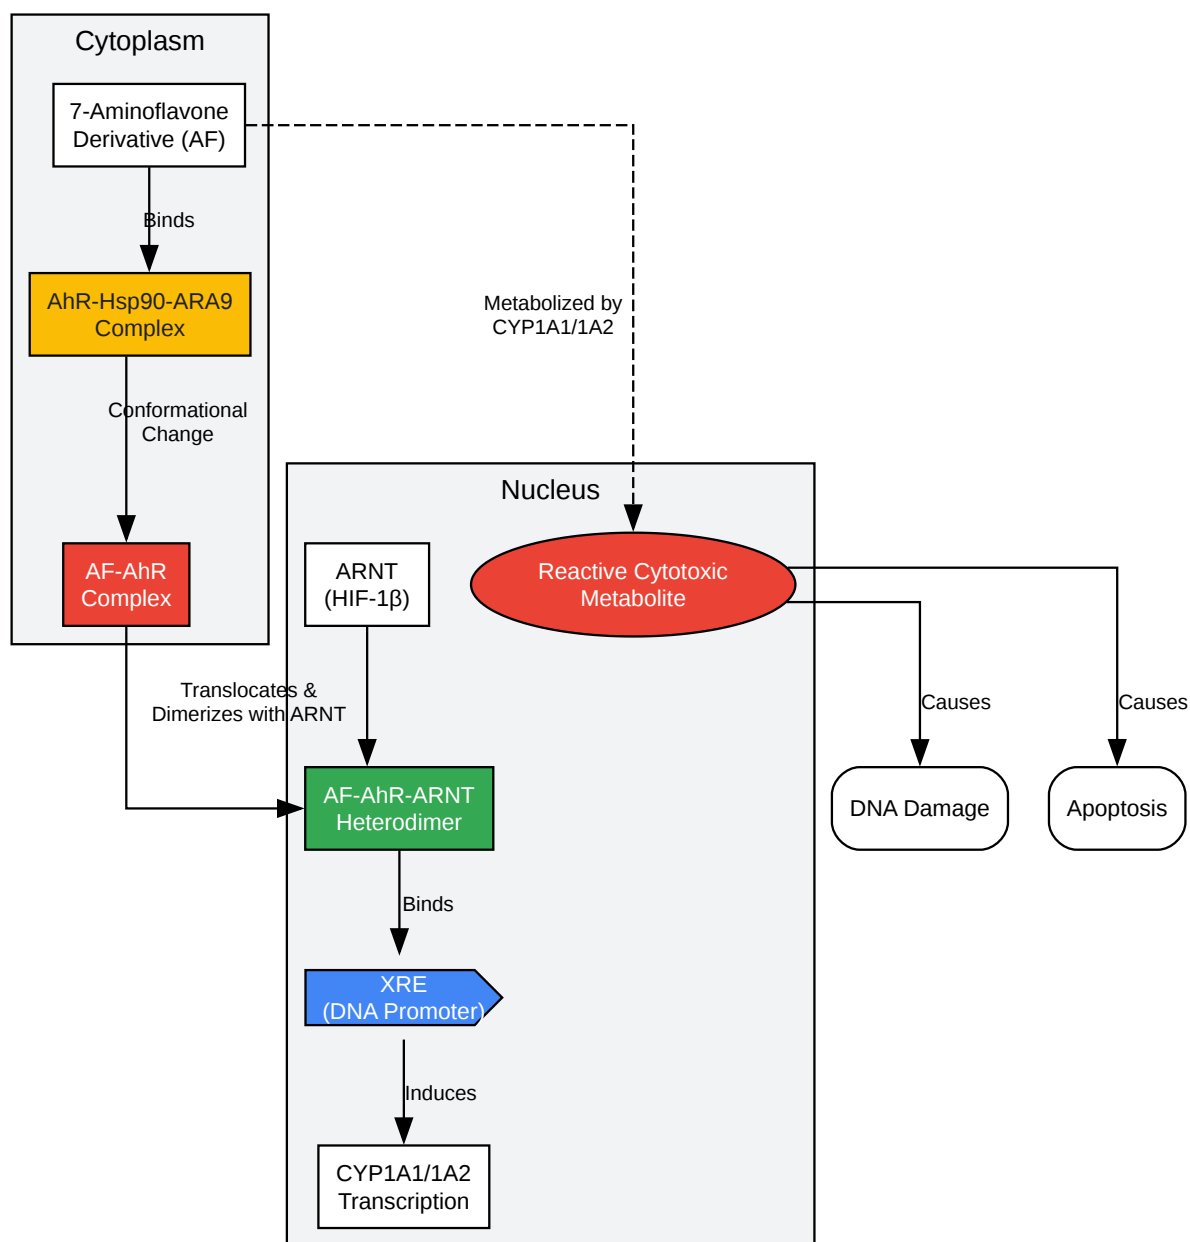 Cytoplasm
7-Aminoflavone
Derivative (AF)
Binds
AhR-Hsp90-ARA9
Complex
Metabolized by
CYP1A1/1A2
Conformational
Change
Nucleus
AF-AhR
Complex
ARNT
(HIF-1β)
Reactive Cytotoxic
Metabolite
Translocates &
Dimerizes with ARNT
Causes
Causes
AF-AhR-ARNT
Heterodimer
DNA Damage
Apoptosis
Binds
XRE
(DNA Promoter)
Induces
CYP1A1/1A2
Transcription